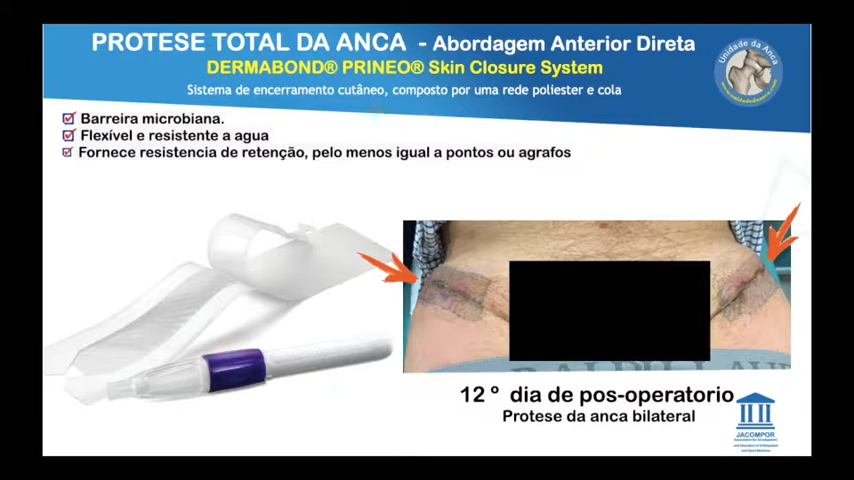 PROTESE TOTAL DA ANCA - Abordagem Anterior Direta
DERMABOND® PRINEO® Skin Closure System
Sistema de encerramento cutâneo, composto por uma rede poliester e cola
Unidade da Anca
Barreira microbiana.
Flexível e resistente a agua
Fornece resistencia de retenção, pelo menos igual a pontos ou agrafos
12 º dia de pos-operatorio
Protese da anca bilateral
JACOMPOR